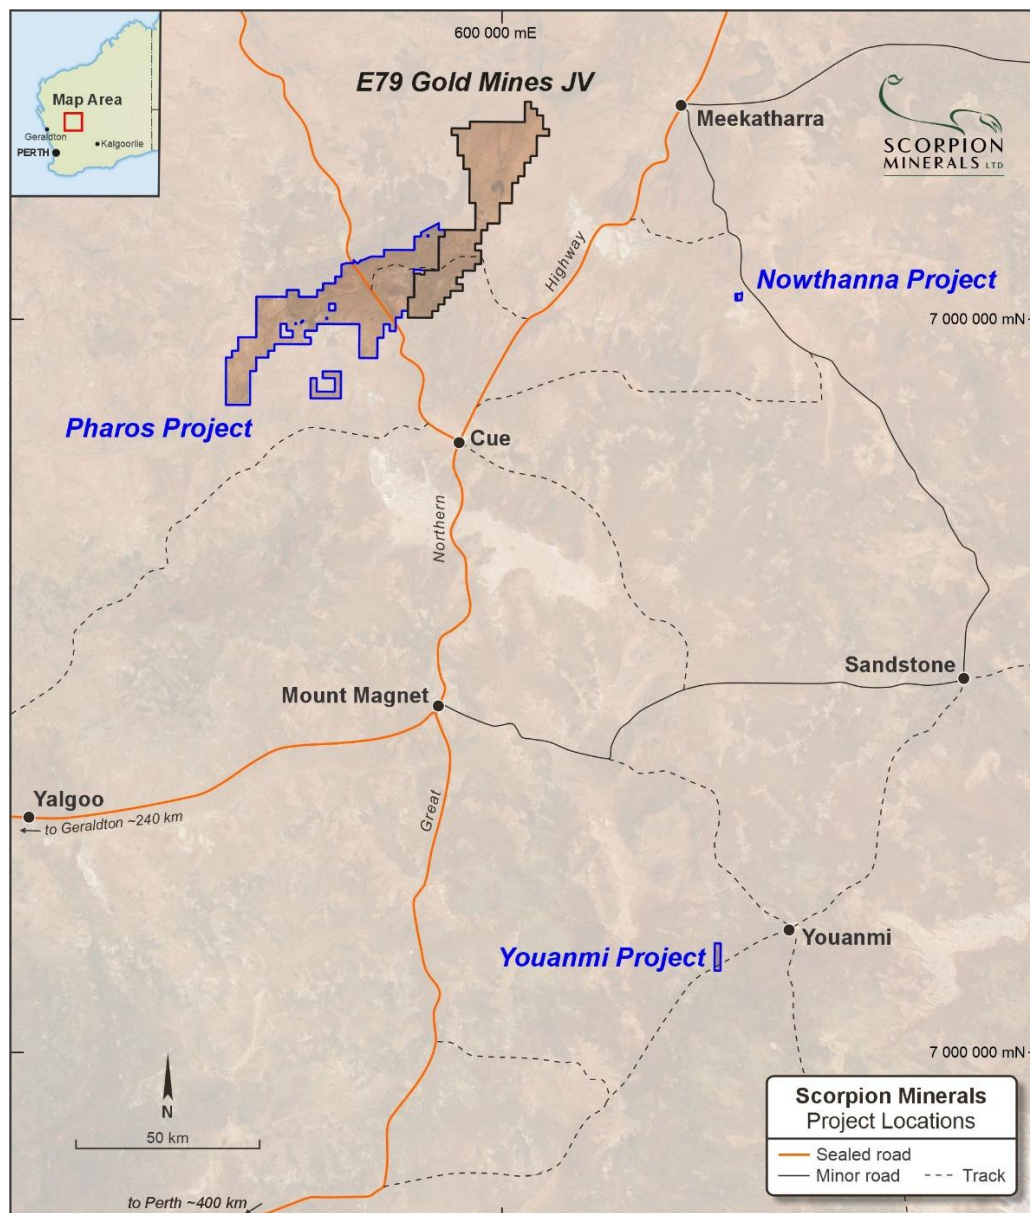 600 000 mE
E79 Gold Mines JV
Map Area
Geraldton
Kalgoorlie
PERTH
Meekatharra
SCORPION
MINERALS LTD
Highway
Nowthanna Project
7 000 000 mN
Pharos Project
Cue
Northern
Sandstone
Mount Magnet
Yalgoo
to Geraldton ~240 km
Great
Youanmi
Youanmi Project
7 000 000 mN
N
50 km
to Perth ~400 km
Scorpion Minerals
Project Locations
Sealed road
Minor road
Track